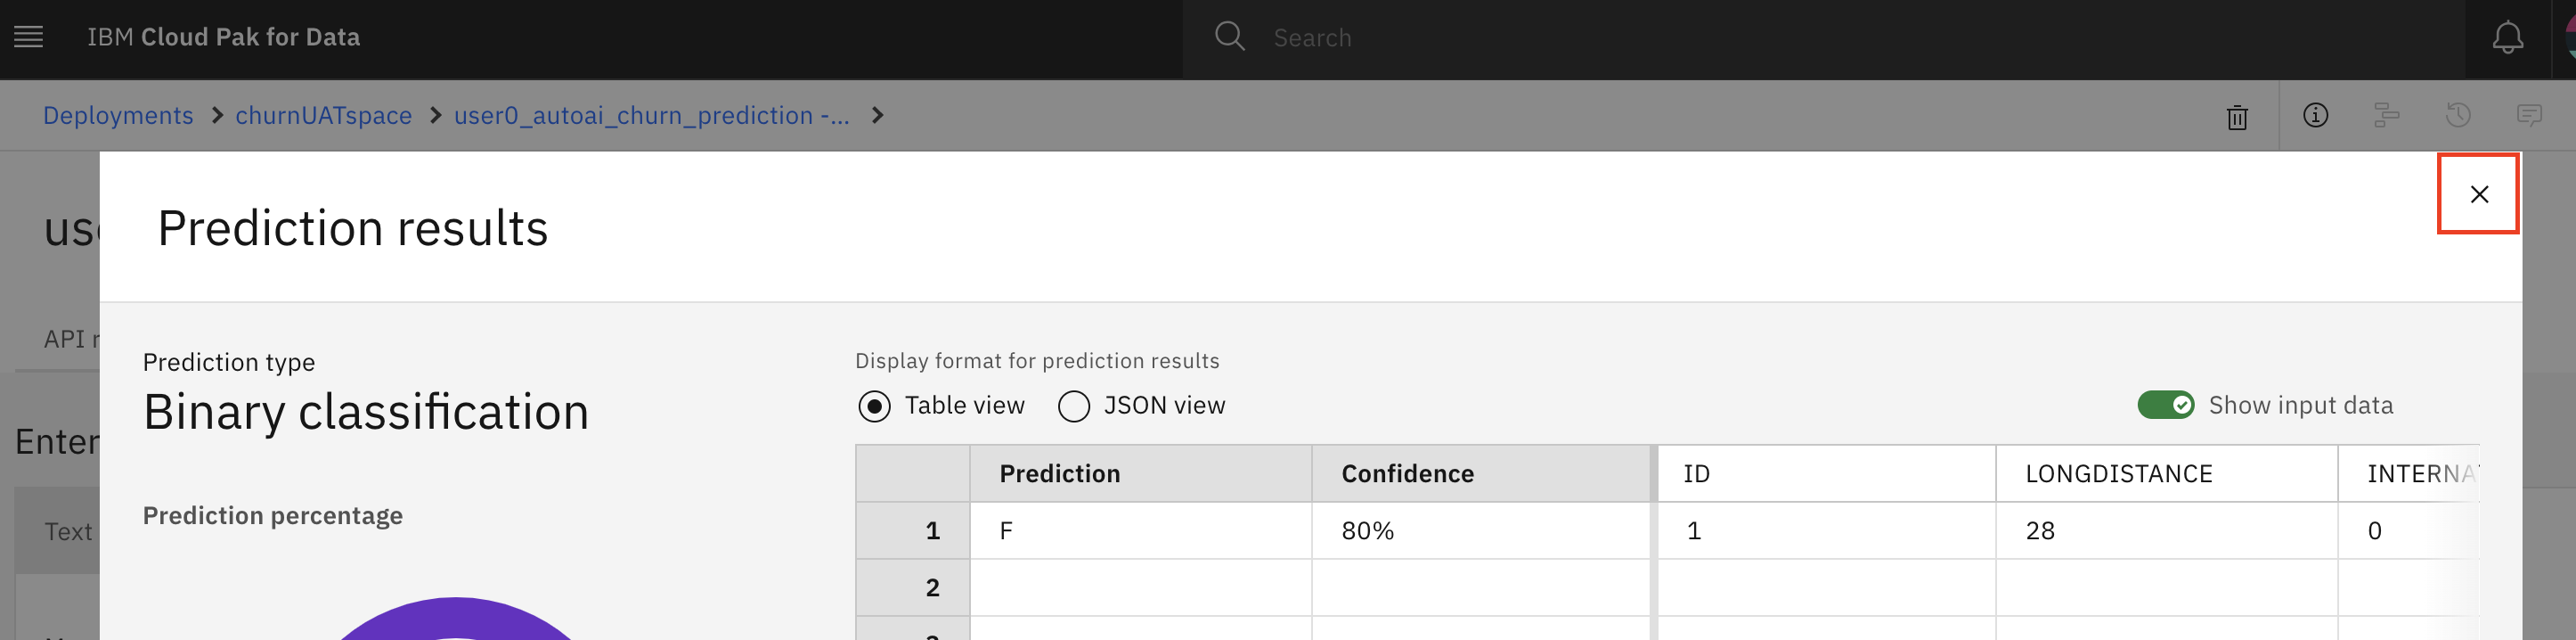 IBM Cloud Pak for Data
Search
Deployments > churnUATspace > user0_autoai_churn_prediction -... >
Prediction results
API
Prediction type
Binary classification
Display format for prediction results
Table view JSON view
Show input data
Enter
Prediction Confidence ID LONGDISTANCE
Prediction percentage
Text
1 F 80% 1 28 0
2